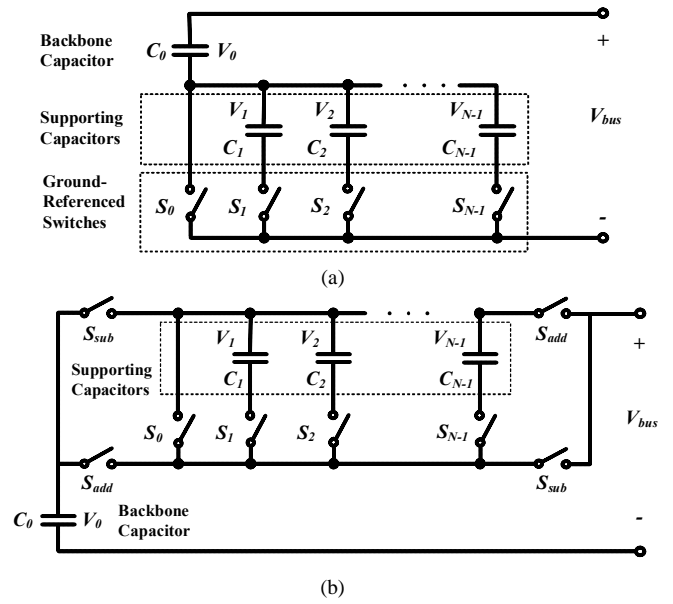 Backbone
Capacitor
C0 V0
+
Supporting
Capacitors
V1 V2 VN-1
C1 C2 CN-1
Vbus
Ground-
Referenced
Switches
S0 S1 S2 SN-1
-
(a)
Ssub Sadd
Supporting
Capacitors
V1 V2 VN-1
C1 C2 CN-1
+
Vbus
S0 S1 S2 SN-1
Sadd Ssub
C0 V0 Backbone
Capacitor
-
(b)